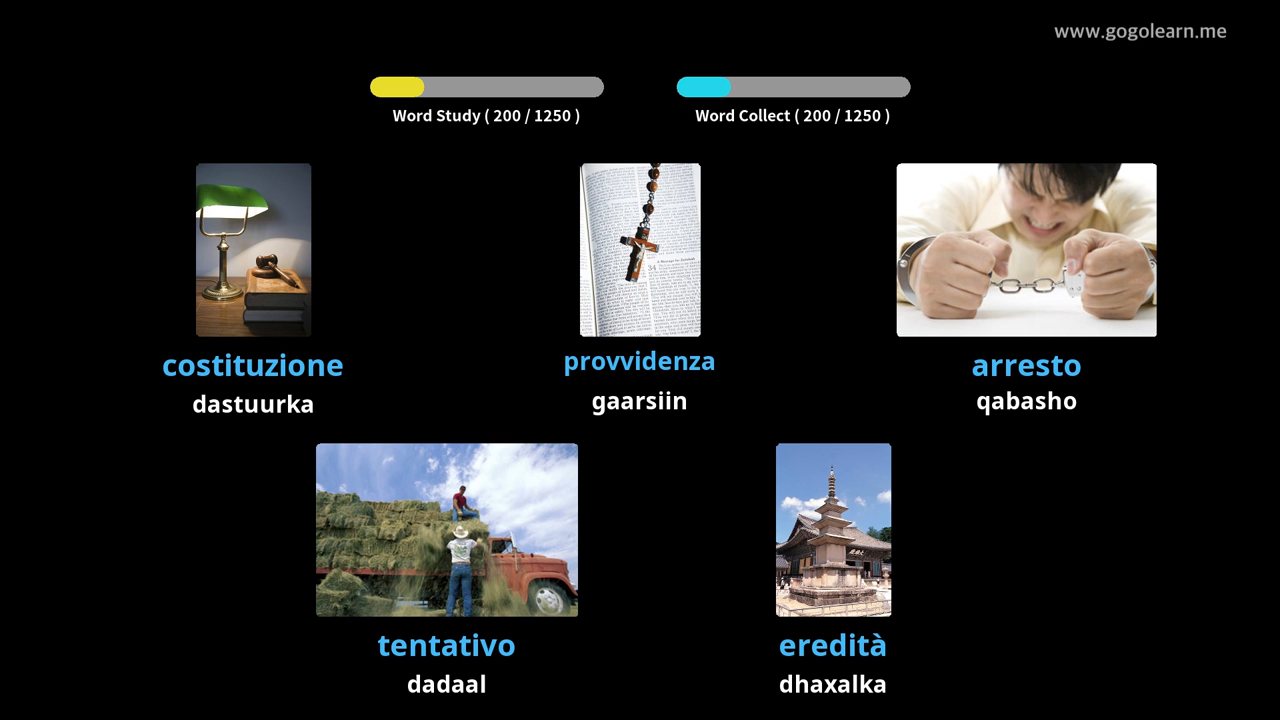 www.gogolearn.me
Word Study ( 200 / 1250 )
Word Collect ( 200 / 1250 )
costituzione
dastuurka
provvidenza
gaarsiin
arresto
qabasho
tentativo
dadaal
eredità
dhaxalka